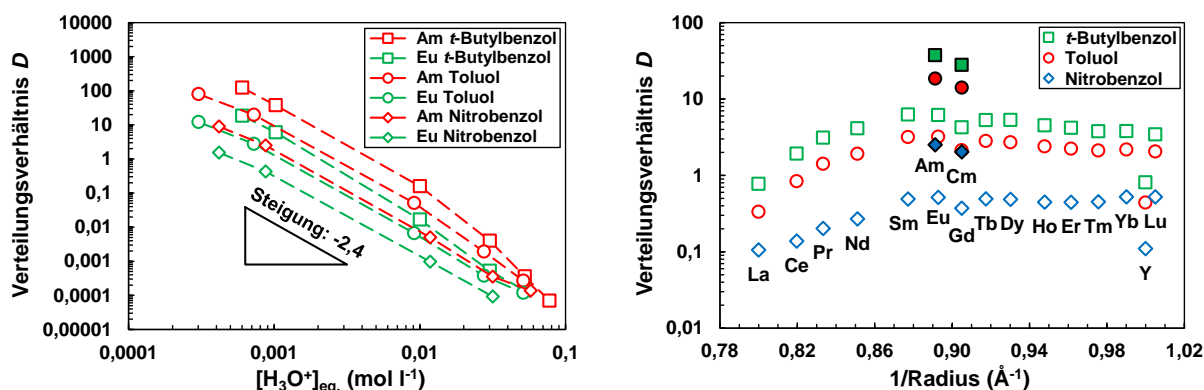 Verteilungsverhältnis D
10000
1000
100
10
1
0,1
0,01
0,001
0,0001
0,00001
0,0001
0,001
0,01
0,1
[H₃O⁺]eq. (mol l⁻¹)
Am t-Butylbenzol
Eu t-Butylbenzol
Am Toluol
Eu Toluol
Am Nitrobenzol
Eu Nitrobenzol
Steigung: -2,4
Verteilungsverhältnis D
100
10
1
0,1
0,01
0,78
0,82
0,86
0,90
0,94
0,98
1,02
1/Radius (Å⁻¹)
t-Butylbenzol
Toluol
Nitrobenzol
La
Ce
Pr
Nd
Sm
Am
Eu
Cm
Gd
Tb
Dy
Ho
Er
Tm
Yb
Lu
Y